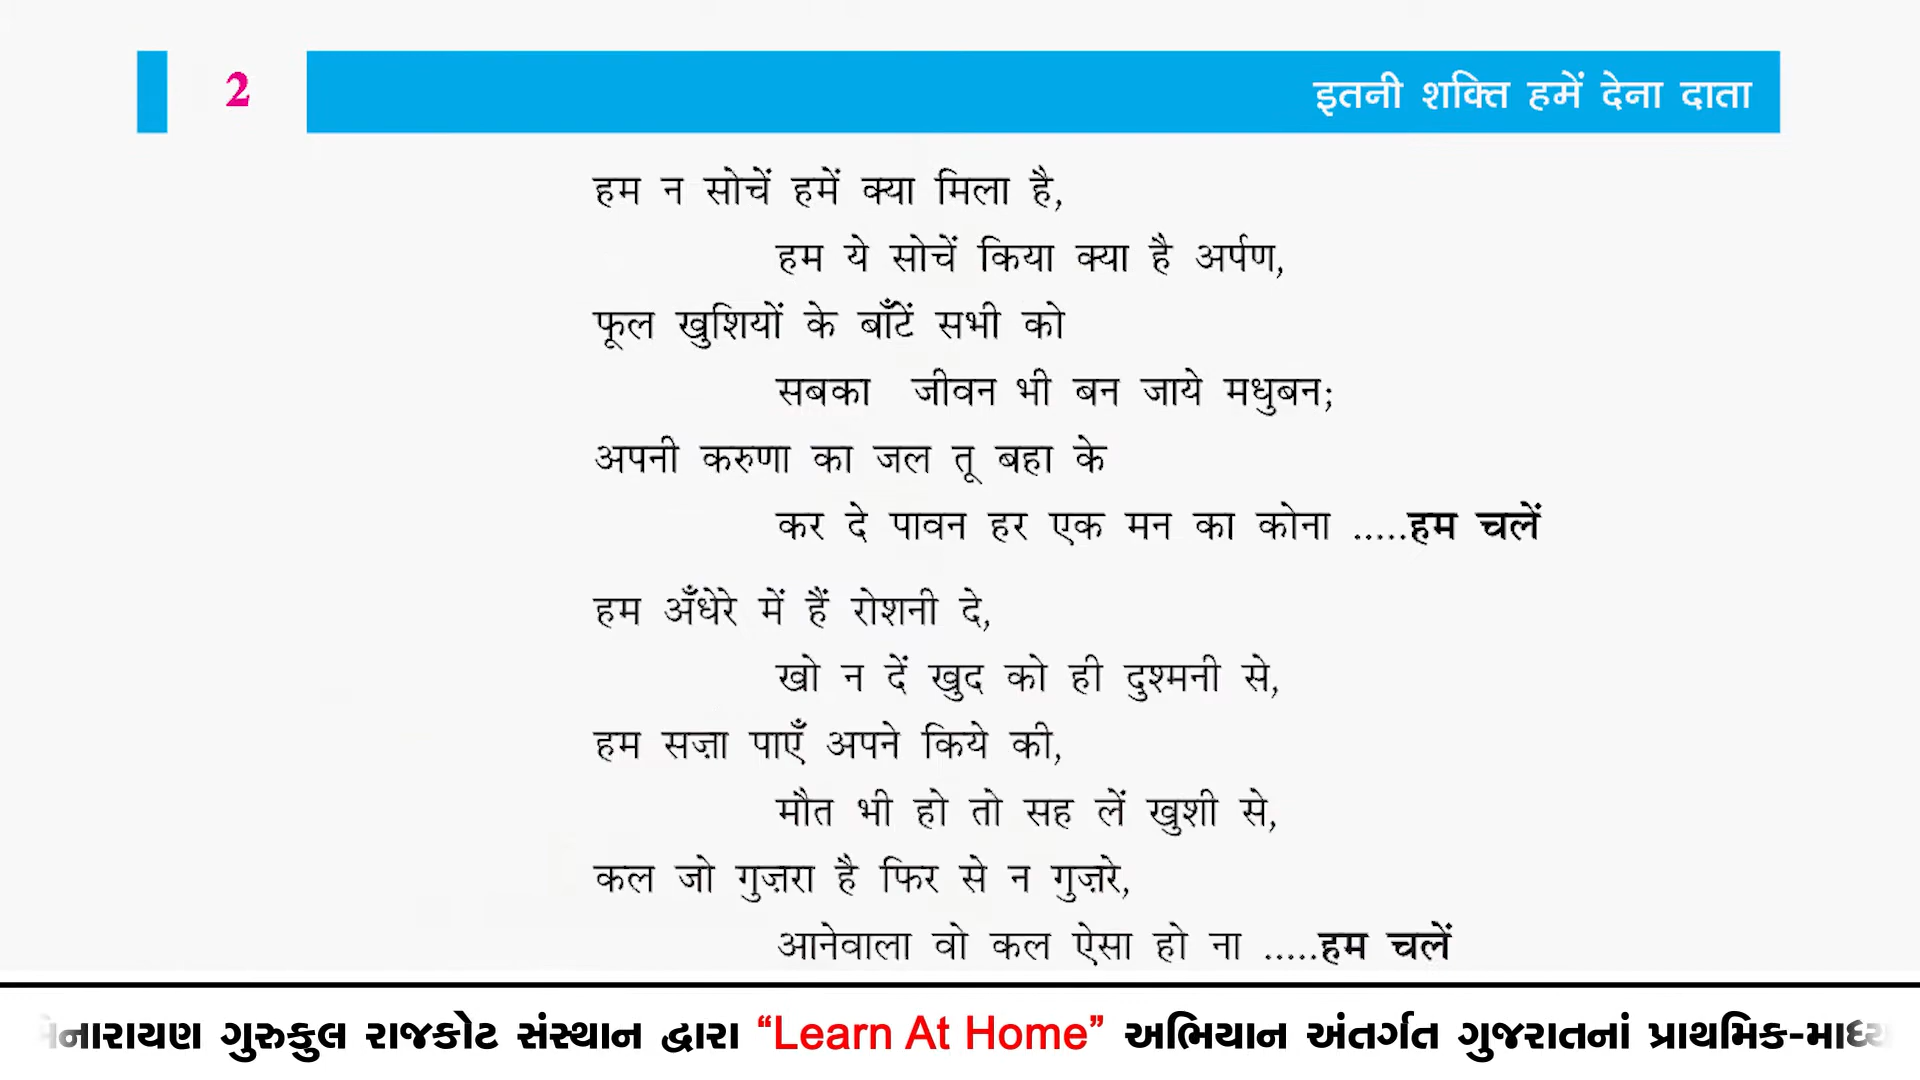 2
इतनी शक्ति हमें देना दाता
हम न सोचें हमें क्या मिला है,
हम ये सोचें किया क्या है अर्पण,
फूल खुशियों के बाँटें सभी को
सबका जीवन भी बन जाये मधुबन;
अपनी करुणा का जल तू बहा के
कर दे पावन हर एक मन का कोना .....हम चलें
हम अँधेरे में हैं रोशनी दे,
खो न दें खुद को ही दुश्मनी से,
हम सज़ा पाएँ अपने किये की,
मौत भी हो तो सह लें खुशी से,
कल जो गुज़रा है फिर से न गुज़रे,
आनेवाला वो कल ऐसा हो ना .....हम चलें
ગુરુકુલ રાજકોટ સંસ્થાન દ્વારા “Learn At Home” અભિયાન અંતર્ગત ગુજરાતનાં